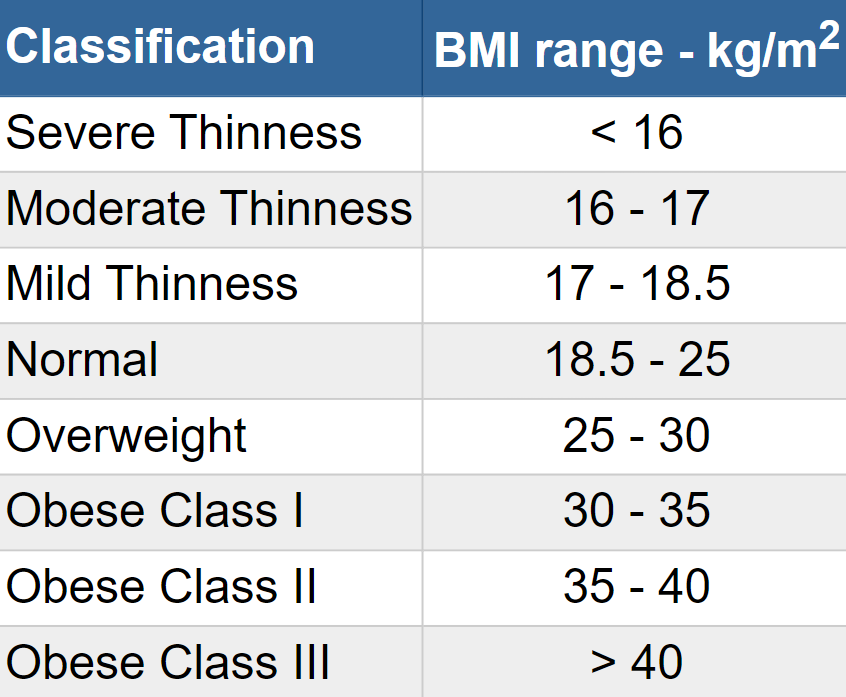 Classification BMI range - kg/m²
Severe Thinness < 16
Moderate Thinness 16 - 17
Mild Thinness 17 - 18.5
Normal 18.5 - 25
Overweight 25 - 30
Obese Class I 30 - 35
Obese Class II 35 - 40
Obese Class III > 40